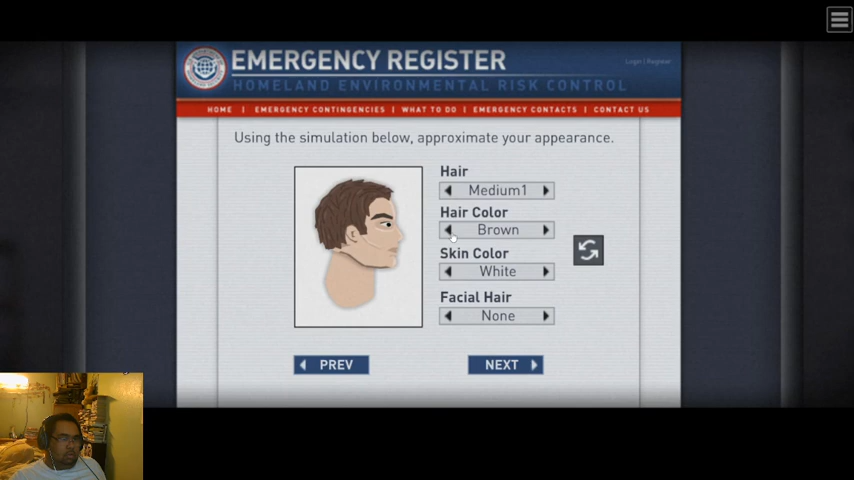 EMERGENCY REGISTER
Login | Register
HOMELAND ENVIRONMENTAL RISK CONTROL
HOME | EMERGENCY CONTINGENCIES | WHAT TO DO | EMERGENCY CONTACTS | CONTACT US
Using the simulation below, approximate your appearance.
Hair
Medium1
Hair Color
Brown
Skin Color
White
Facial Hair
None
PREV
NEXT